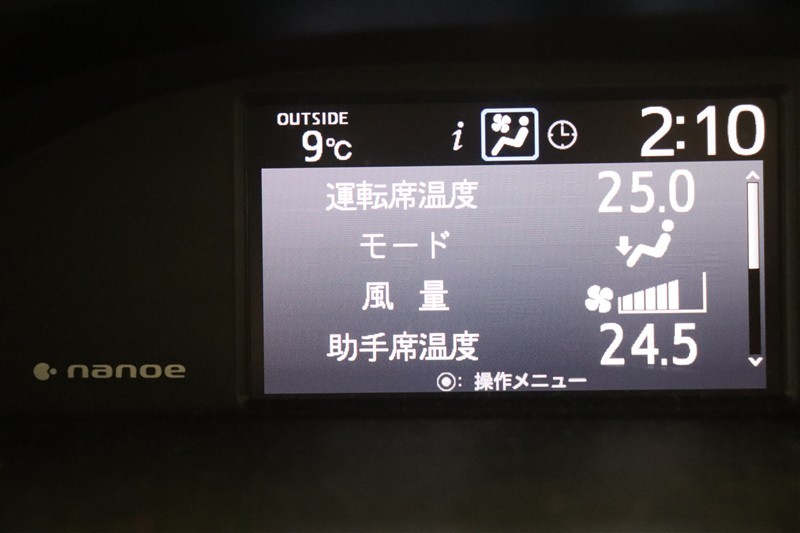 OUTSIDE
9℃
i
2:10
運転席温度 25.0
モード
風量
助手席温度 24.5
◉: 操作メニュー
nanoe